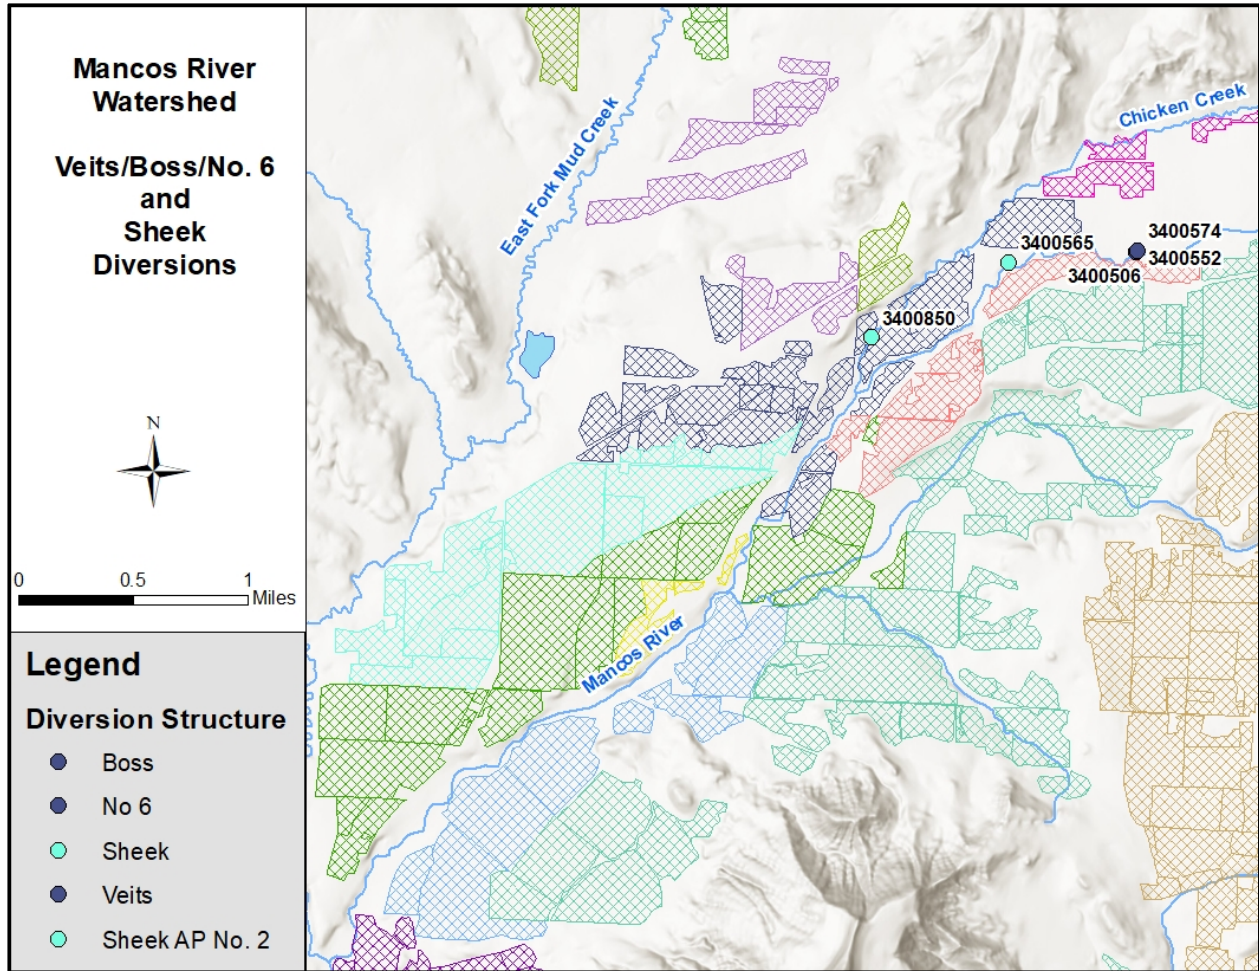 Mancos River
Watershed
Veits/Boss/No. 6
and
Sheek
Diversions
N
0 0.5 1
Miles
Legend
Diversion Structure
Boss
No 6
Sheek
Veits
Sheek AP No. 2
East Fork Mud Creek
Chicken Creek
3400565
3400574
3400552
3400506
3400850
Mancos River